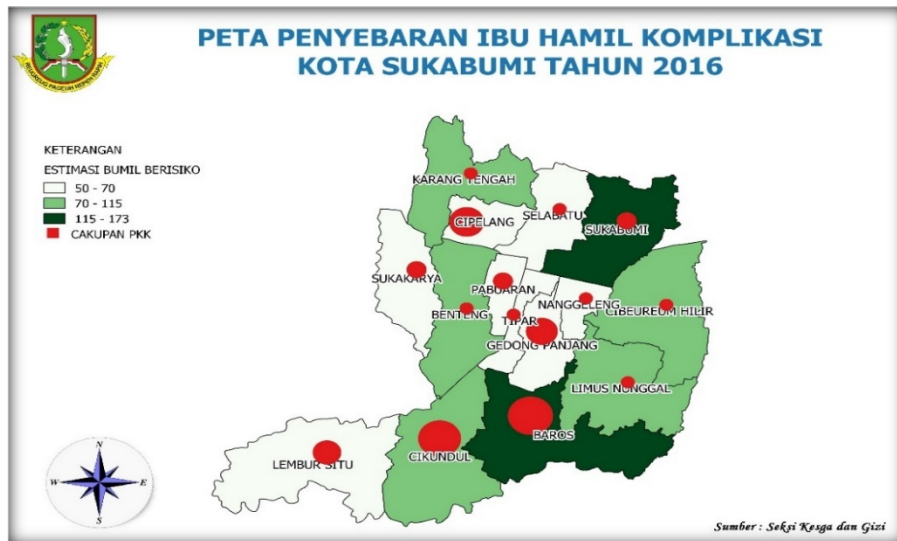 PETA PENYEBARAN IBU HAMIL KOMPLIKASI
KOTA SUKABUMI TAHUN 2016
KETERANGAN
ESTIMASI BUMIL BERISIKO
50 - 70
70 - 115
115 - 173
CAKUPAN PKK
KARANG TENGAH
CIPELANG
SELABATU
SUKABUMI
SUKAKARYA
PABUARAN
NANGGELENG
BENTENG
TIPAR
CIBEUREUM HILIR
GEDONG PANJANG
LIMUS NUNGGAL
BAROS
CIKUNDUL
LEMBUR SITU
N
W
E
S
Sumber : Seksi Kesga dan Gizi